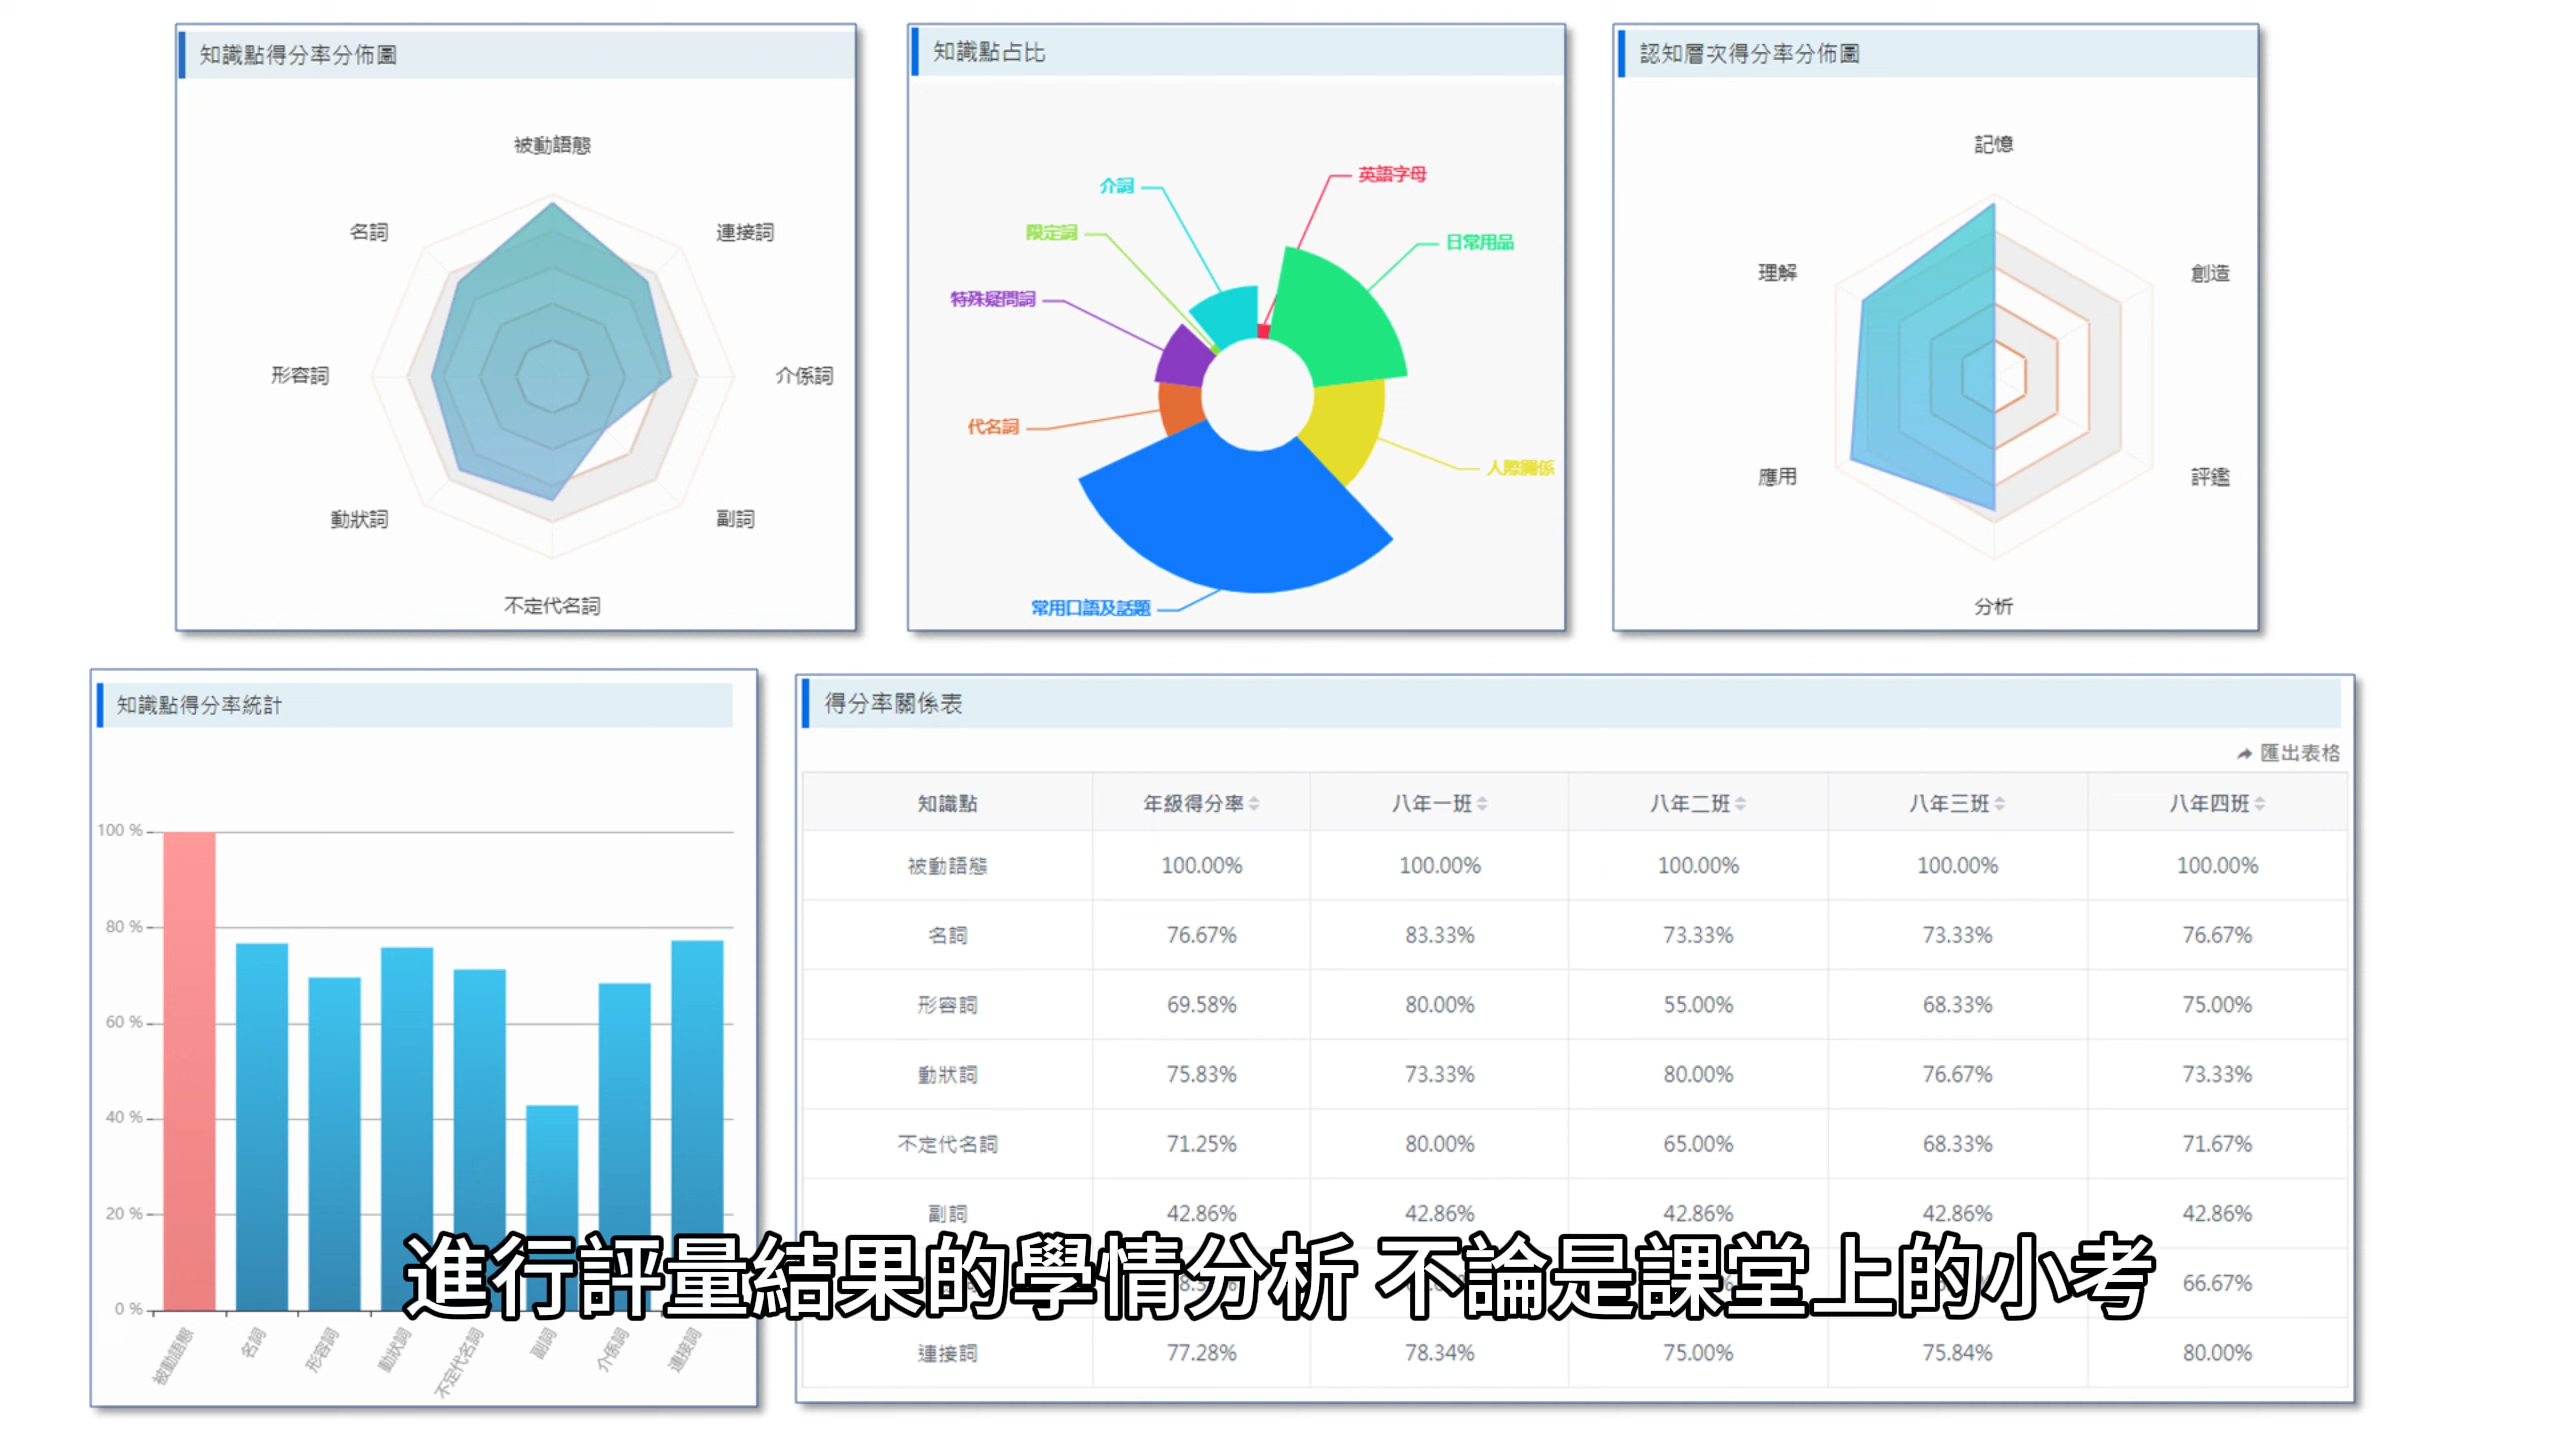 知識點得分率分佈圖
被動語態
名詞
連接詞
形容詞
介係詞
動狀詞
副詞
不定代名詞
知識點占比
英語字母
介詞
限定詞
日常用品
特殊疑問詞
代名詞
人際關係
常用口語及話題
認知層次得分率分佈圖
記憶
理解
創造
應用
評鑑
分析
知識點得分率統計
100 %
80 %
60 %
40 %
20 %
0 %
被動語態
名詞
形容詞
動狀詞
不定代名詞
副詞
介係詞
連接詞
得分率關係表
匯出表格
知識點 年級得分率 八年一班 八年二班 八年三班 八年四班
被動語態 100.00% 100.00% 100.00% 100.00% 100.00%
名詞 76.67% 83.33% 73.33% 73.33% 76.67%
形容詞 69.58% 80.00% 55.00% 68.33% 75.00%
動狀詞 75.83% 73.33% 80.00% 76.67% 73.33%
不定代名詞 71.25% 80.00% 65.00% 68.33% 71.67%
副詞 42.86% 42.86% 42.86% 42.86% 42.86%
66.67%
連接詞 77.28% 78.34% 75.00% 75.84% 80.00%
進行評量結果的學情分析 不論是課堂上的小考